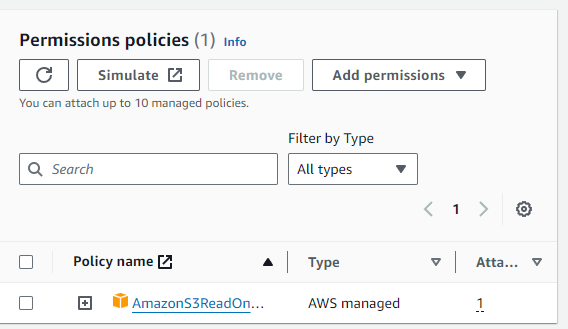 Permissions policies (1) Info
Simulate Remove Add permissions
You can attach up to 10 managed policies.
Filter by Type
Search All types
1
Policy name Type Atta...
AmazonS3ReadOn... AWS managed 1